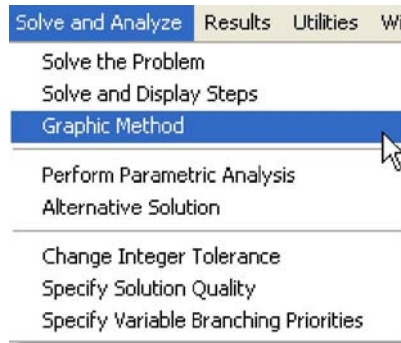 Solve and Analyze Results Utilities
Solve the Problem
Solve and Display Steps
Graphic Method
Perform Parametric Analysis
Alternative Solution
Change Integer Tolerance
Specify Solution Quality
Specify Variable Branching Priorities